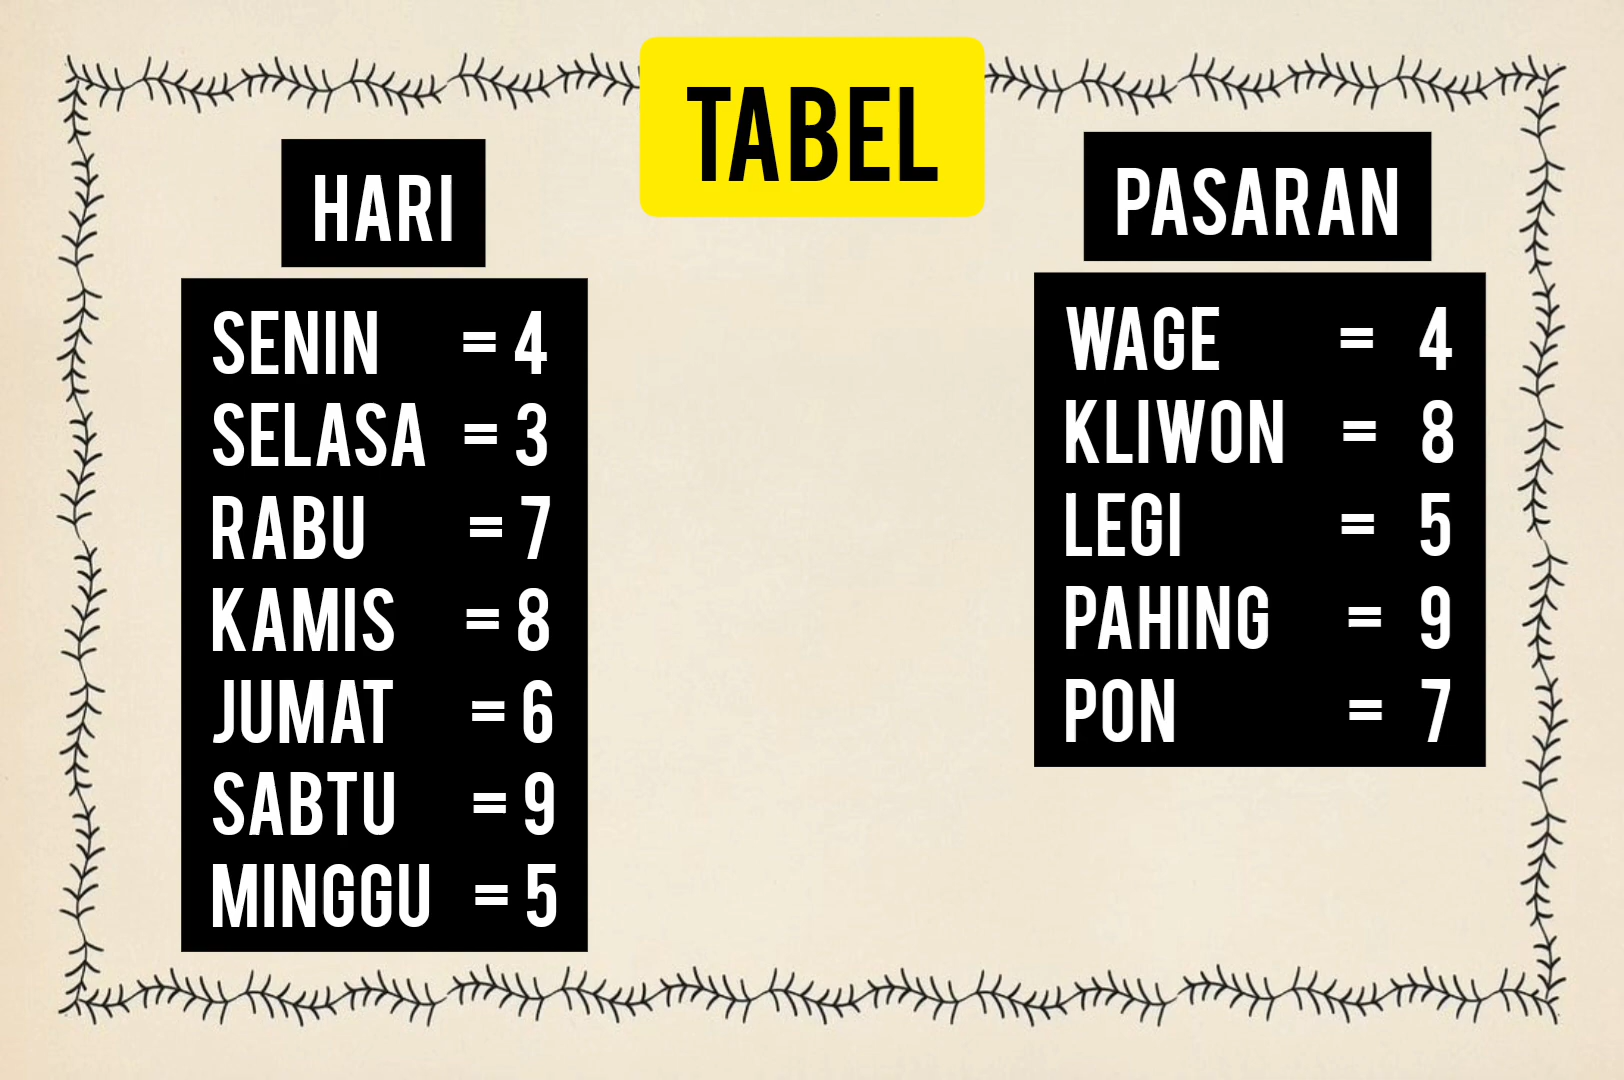 TABEL
HARI
SENIN = 4
SELASA = 3
RABU = 7
KAMIS = 8
JUMAT = 6
SABTU = 9
MINGGU = 5
PASARAN
WAGE = 4
KLIWON = 8
LEGI = 5
PAHING = 9
PON = 7